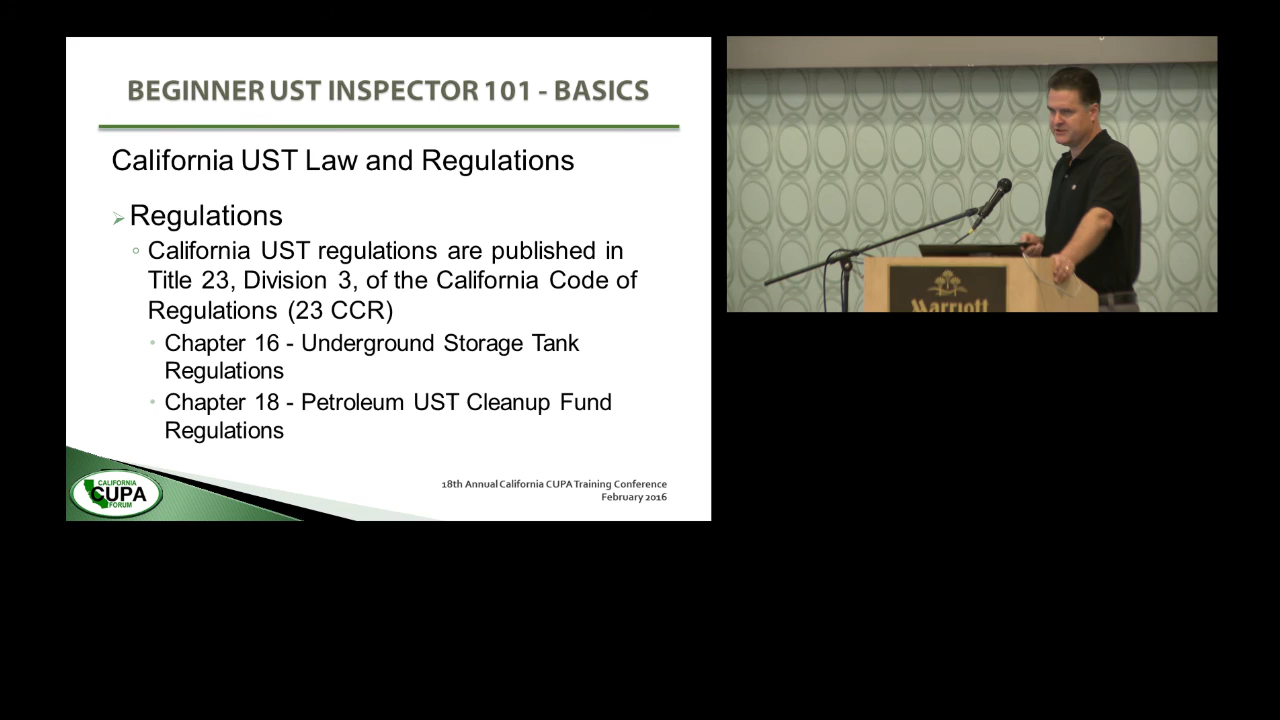 BEGINNER UST INSPECTOR 101 - BASICS
California UST Law and Regulations
Regulations
California UST regulations are published in
Title 23, Division 3, of the California Code of
Regulations (23 CCR)
Chapter 16 - Underground Storage Tank
Regulations
Chapter 18 - Petroleum UST Cleanup Fund
Regulations
18th Annual California CUPA Training Conference
February 2016
CALIFORNIA
CUPA
FORUM
Marriott